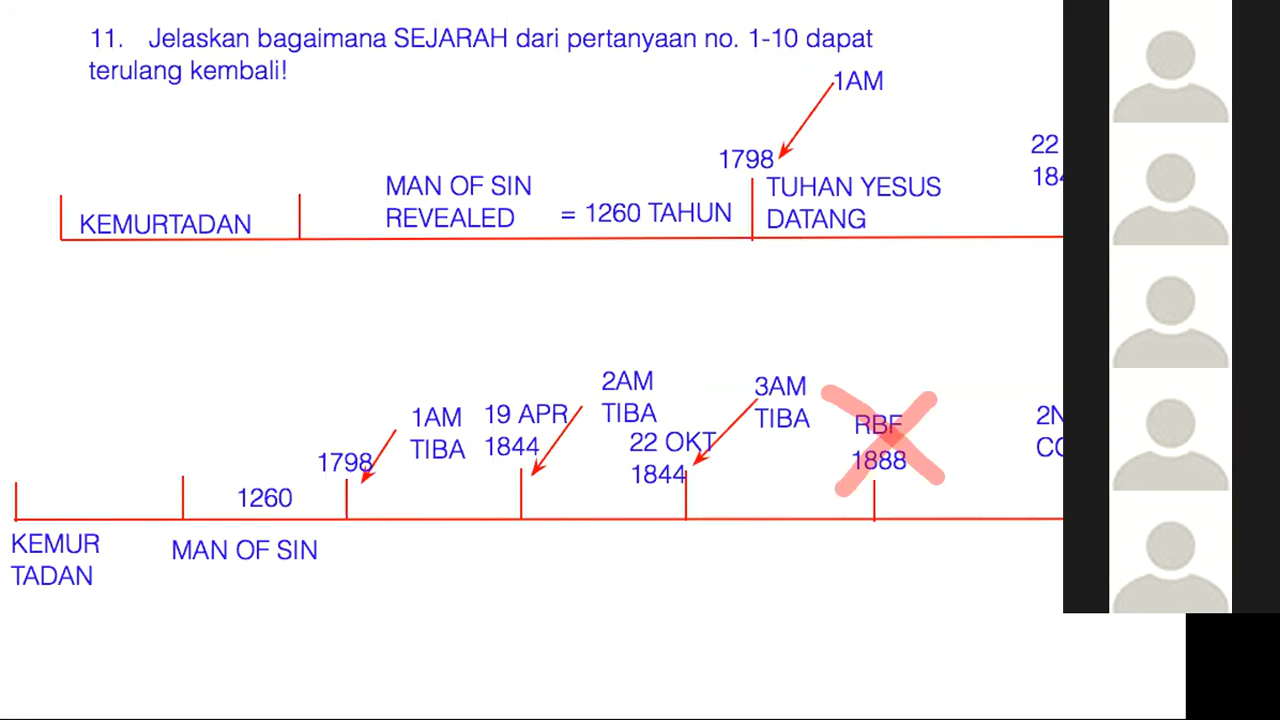 11. Jelaskan bagaimana SEJARAH dari pertanyaan no. 1-10 dapat
terulang kembali!
1AM
1798
22
184
MAN OF SIN
REVEALED
= 1260 TAHUN
TUHAN YESUS
DATANG
KEMURTADAN
2AM
TIBA
3AM
TIBA
1AM
TIBA
19 APR
1844
22 OKT
1844
RBF
1888
1798
1260
KEMUR
TADAN
MAN OF SIN